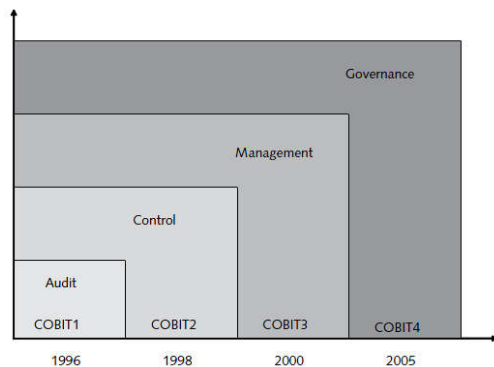 Governance
Management
Control
Audit
COBIT1 COBIT2 COBIT3 COBIT4
1996 1998 2000 2005